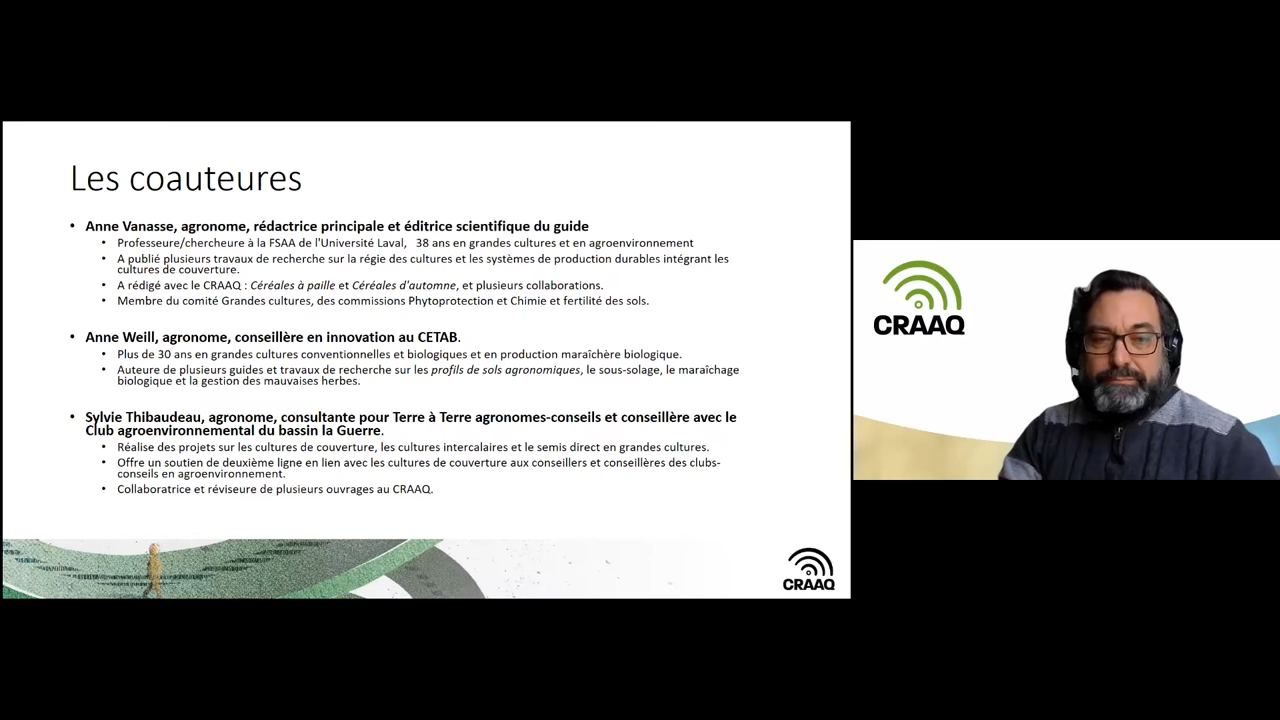 Les coauteures
• Anne Vanasse, agronome, rédactrice principale et éditrice scientifique du guide
• Professeure/chercheure à la FSAA de l'Université Laval, 38 ans en grandes cultures et en agroenvironnement
• A publié plusieurs travaux de recherche sur la régie des cultures et les systèmes de production durables intégrant les
cultures de couverture.
• A rédigé avec le CRAAQ : Céréales à paille et Céréales d'automne, et plusieurs collaborations.
• Membre du comité Grandes cultures, des commissions Phytoprotection et Chimie et fertilité des sols.
• Anne Weill, agronome, conseillère en innovation au CETAB.
• Plus de 30 ans en grandes cultures conventionnelles et biologiques et en production maraîchère biologique.
• Auteure de plusieurs guides et travaux de recherche sur les profils de sols agronomiques, le sous-solage, le maraîchage
biologique et la gestion des mauvaises herbes.
• Sylvie Thibaudeau, agronome, consultante pour Terre à Terre agronomes-conseils et conseillère avec le
Club agroenvironnemental du bassin la Guerre.
• Réalise des projets sur les cultures de couverture, les cultures intercalaires et le semis direct en grandes cultures.
• Offre un soutien de deuxième ligne en lien avec les cultures de couverture aux conseillers et conseillères des clubs-
conseils en agroenvironnement.
• Collaboratrice et réviseure de plusieurs ouvrages au CRAAQ.
CRAAQ
CRAAQ